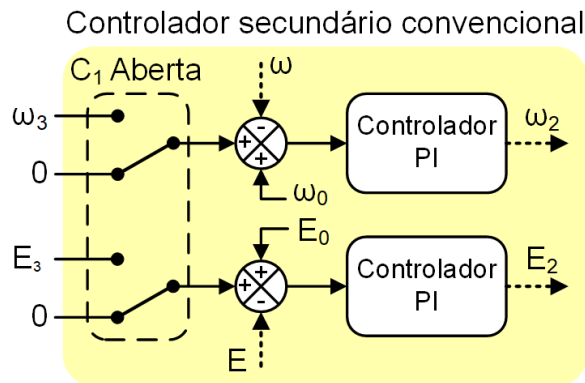 Controlador secundário convencional
C₁ Aberta
ω
ω₃
-
+
+
Controlador
PI
ω₂
0
ω₀
E₀
E₃
+
+
-
Controlador
PI
E₂
0
E